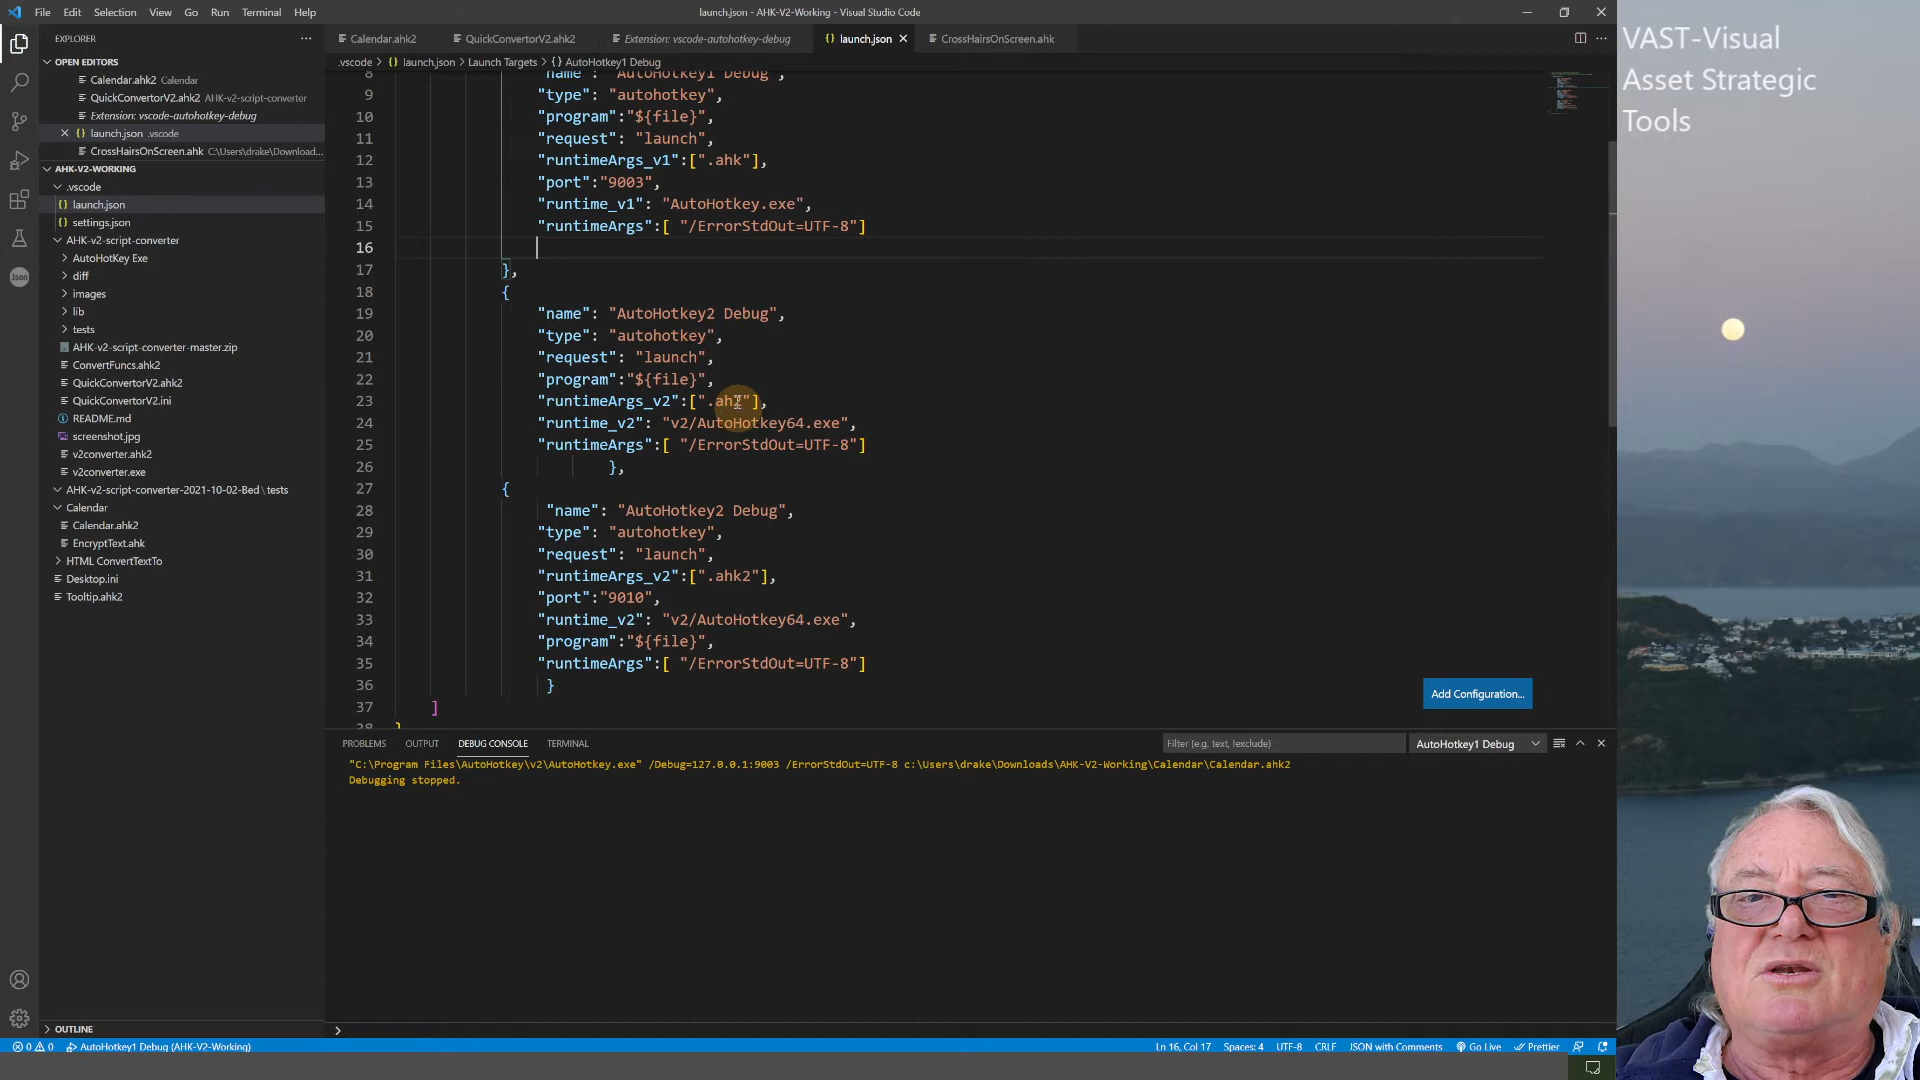 File Edit Selection View Go Run Terminal Help
launch.json - AHK-V2-Working - Visual Studio Code
VAST-Visual
Asset Strategic
Tools
EXPLORER
OPEN EDITORS
Calendar.ahk2 Calendar
QuickConvertorV2.ahk2 AHK-v2-script-converter
Extension: vscode-autohotkey-debug
launch.json .vscode
CrossHairsOnScreen.ahk C:\Users\drake\Download...
AHK-V2-WORKING
.vscode
launch.json
settings.json
AHK-v2-script-converter
AutoHotKey Exe
diff
images
lib
tests
AHK-v2-script-converter-master.zip
ConvertFuncs.ahk2
QuickConvertorV2.ahk2
QuickConvertorV2.ini
README.md
screenshot.jpg
v2converter.ahk2
v2converter.exe
AHK-v2-script-converter-2021-10-02-Bed\tests
Calendar
Calendar.ahk2
EncryptText.ahk
HTML ConvertTextTo
Desktop.ini
Tooltip.ahk2
OUTLINE
Json
Calendar.ahk2 QuickConvertorV2.ahk2 Extension: vscode-autohotkey-debug launch.json CrossHairsOnScreen.ahk
.vscode > launch.json > Launch Targets > {} AutoHotkey1 Debug
8 "name": "AutoHotkey1 Debug",
9 "type": "autohotkey",
10 "program":"${file}",
11 "request": "launch",
12 "runtimeArgs_v1":[".ahk"],
13 "port":"9003",
14 "runtime_v1": "AutoHotkey.exe",
15 "runtimeArgs":[ "/ErrorStdOut=UTF-8"]
16
17 },
18 {
19 "name": "AutoHotkey2 Debug",
20 "type": "autohotkey",
21 "request": "launch",
22 "program":"${file}",
23 "runtimeArgs_v2":
24 "runtime_v2": "v2/AutoHotkey64.exe",
25 "runtimeArgs":[ "/ErrorStdOut=UTF-8"]
26 },
27 {
28 "name": "AutoHotkey2 Debug",
29 "type": "autohotkey",
30 "request": "launch",
31 "runtimeArgs_v2":[".ahk2"],
32 "port":"9010",
33 "runtime_v2": "v2/AutoHotkey64.exe",
34 "program":"${file}",
35 "runtimeArgs":[ "/ErrorStdOut=UTF-8"]
36 }
37 ]
38 }
Add Configuration...
PROBLEMS OUTPUT DEBUG CONSOLE TERMINAL
Filter (e.g. text, !exclude)
AutoHotkey1 Debug
"C:\Program Files\AutoHotkey\v2\AutoHotkey.exe" /Debug=127.0.0.1:9003 /ErrorStdOut=UTF-8 c:\Users\drake\Downloads\AHK-V2-Working\Calendar\Calendar.ahk2
Debugging stopped.
0 0 AutoHotkey1 Debug (AHK-V2-Working)
Ln 16, Col 17 Spaces: 4 UTF-8 CRLF JSON with Comments Go Live Prettier